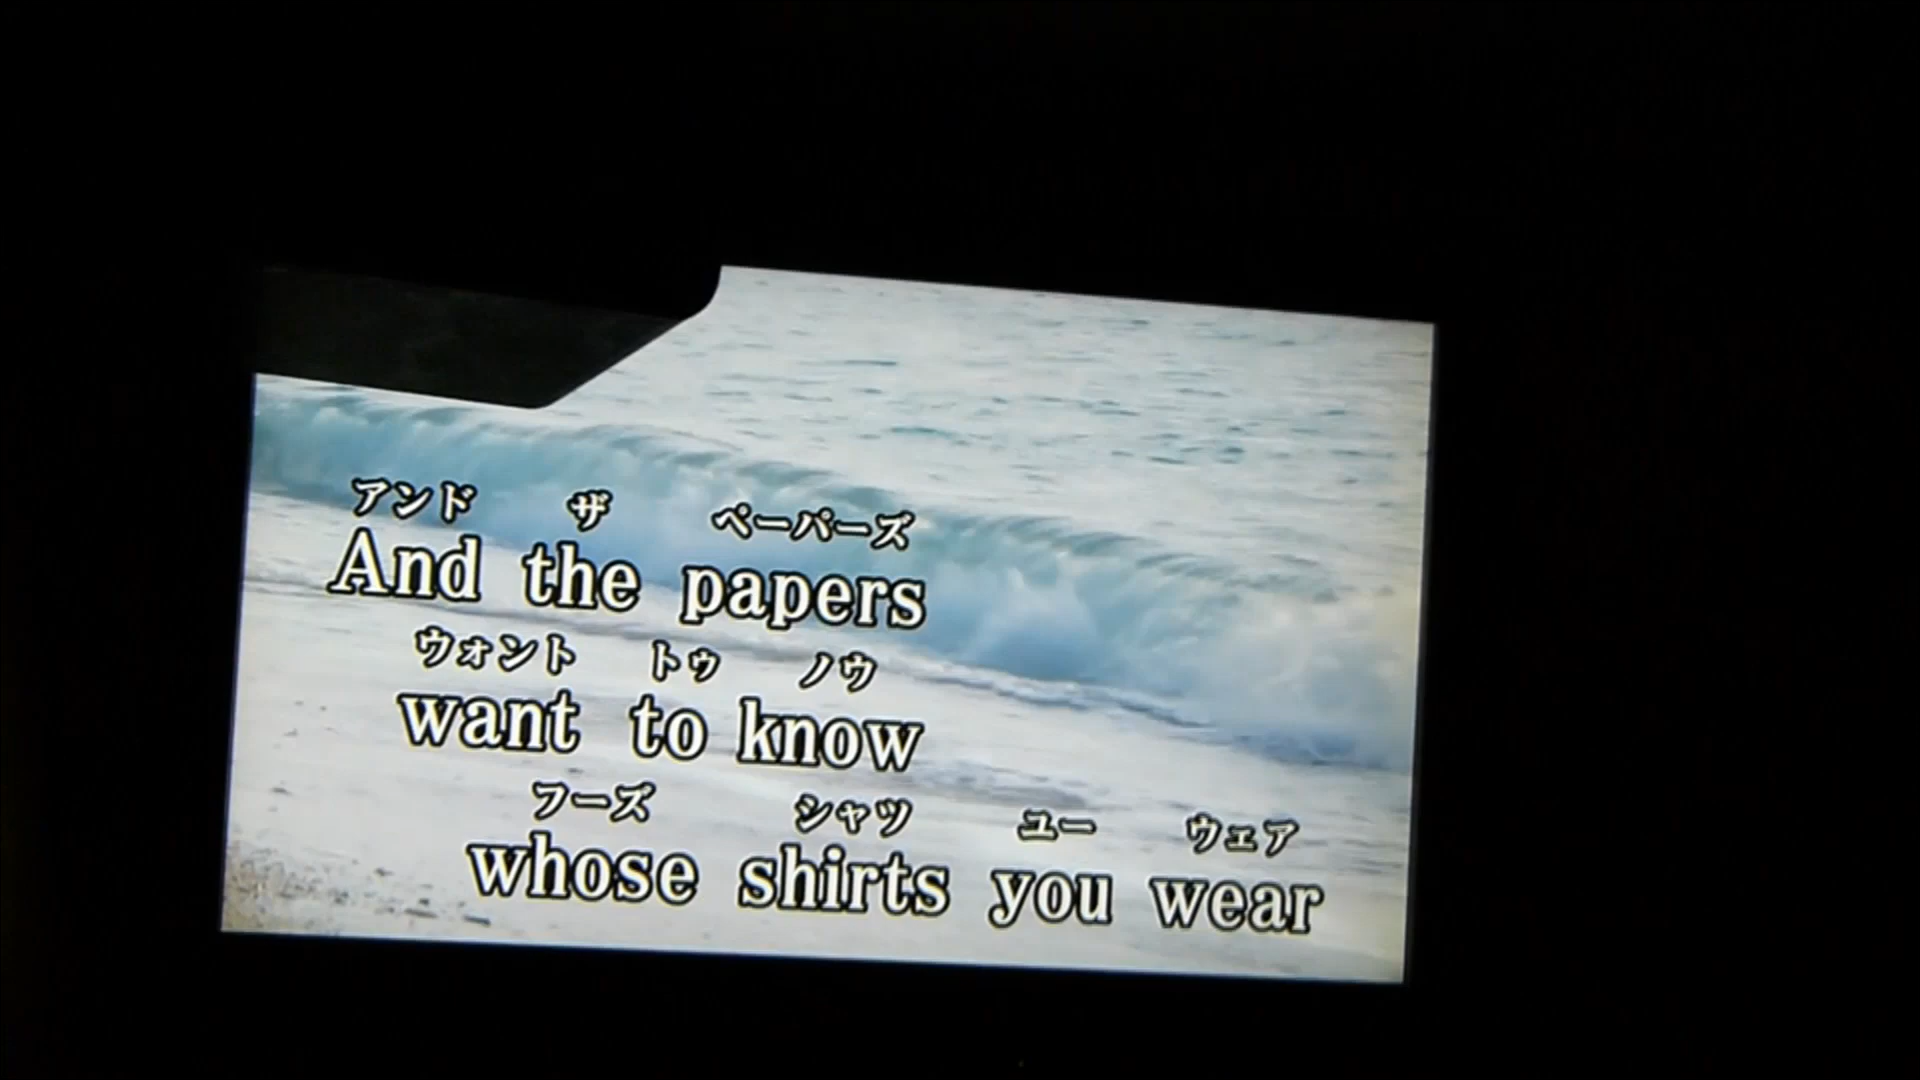 アンド ザ ペーパーズ
And the papers
ウォント トゥ ノウ
want to know
フーズ シャツ ユー ウェア
whose shirts you wear